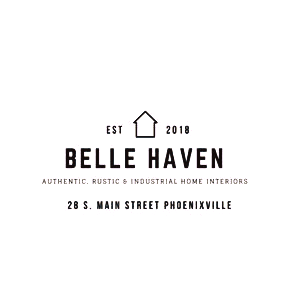 EST 2018
BELLE HAVEN
AUTHENTIC, RUSTIC & INDUSTRIAL HOME INTERIORS
28 S. MAIN STREET PHOENIXVILLE